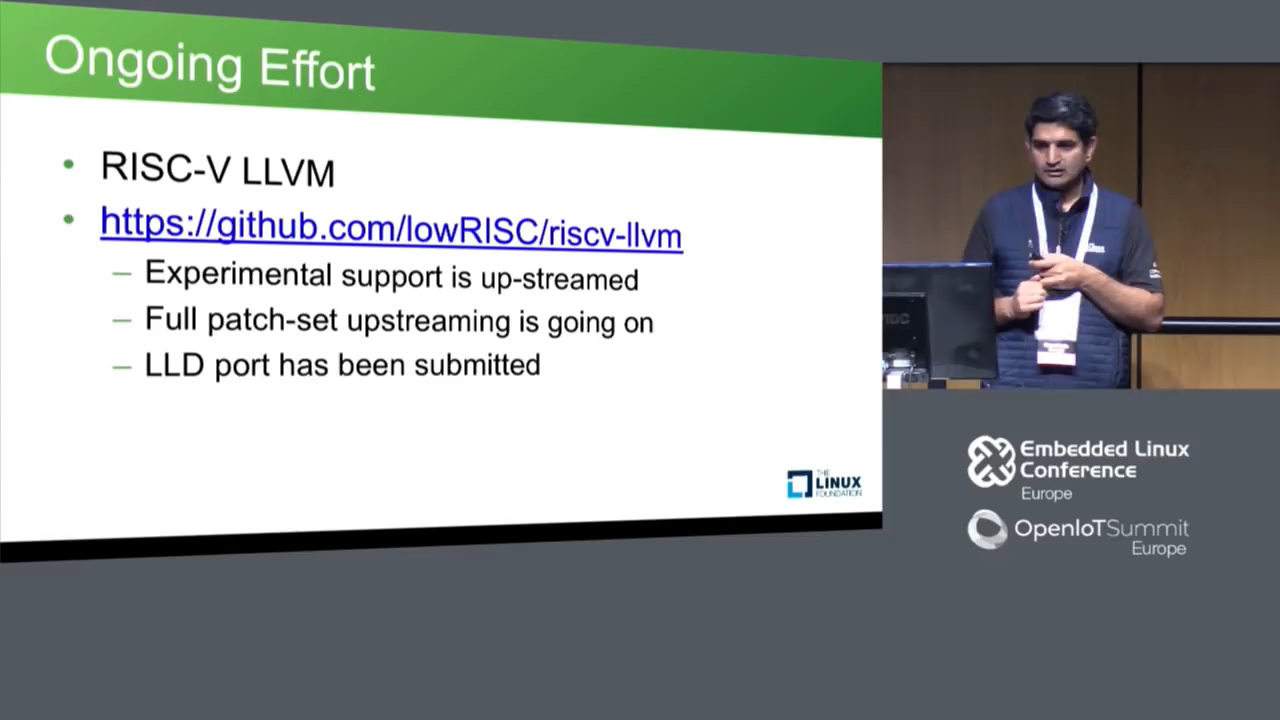 Ongoing Effort
RISC-V LLVM
https://github.com/lowRISC/riscv-llvm
Experimental support is up-streamed
Full patch-set upstreaming is going on
LLD port has been submitted
THE
LINUX
FOUNDATION
Embedded Linux
Conference
Europe
OpenIoTSummit
Europe